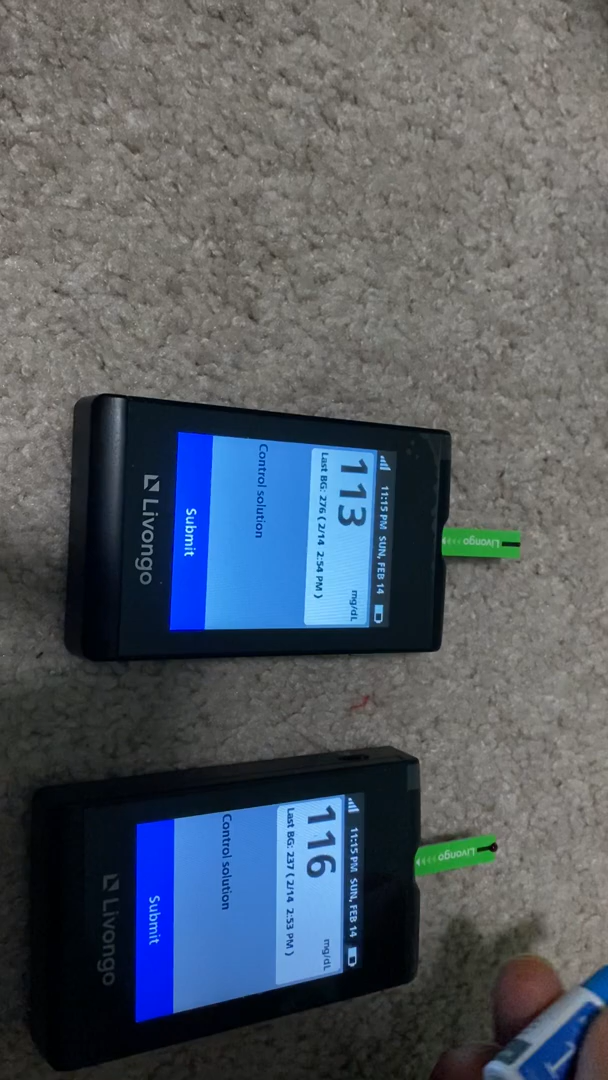 11:15 PM SUN, FEB 14
113 mg/dL
Last BG: 276 ( 2/14 2:54 PM )
Control solution
Submit
Livongo
Livongo
11:15 PM SUN, FEB 14
116 mg/dL
Last BG: 237 ( 2/14 2:53 PM )
Control solution
Submit
Livongo
Livongo